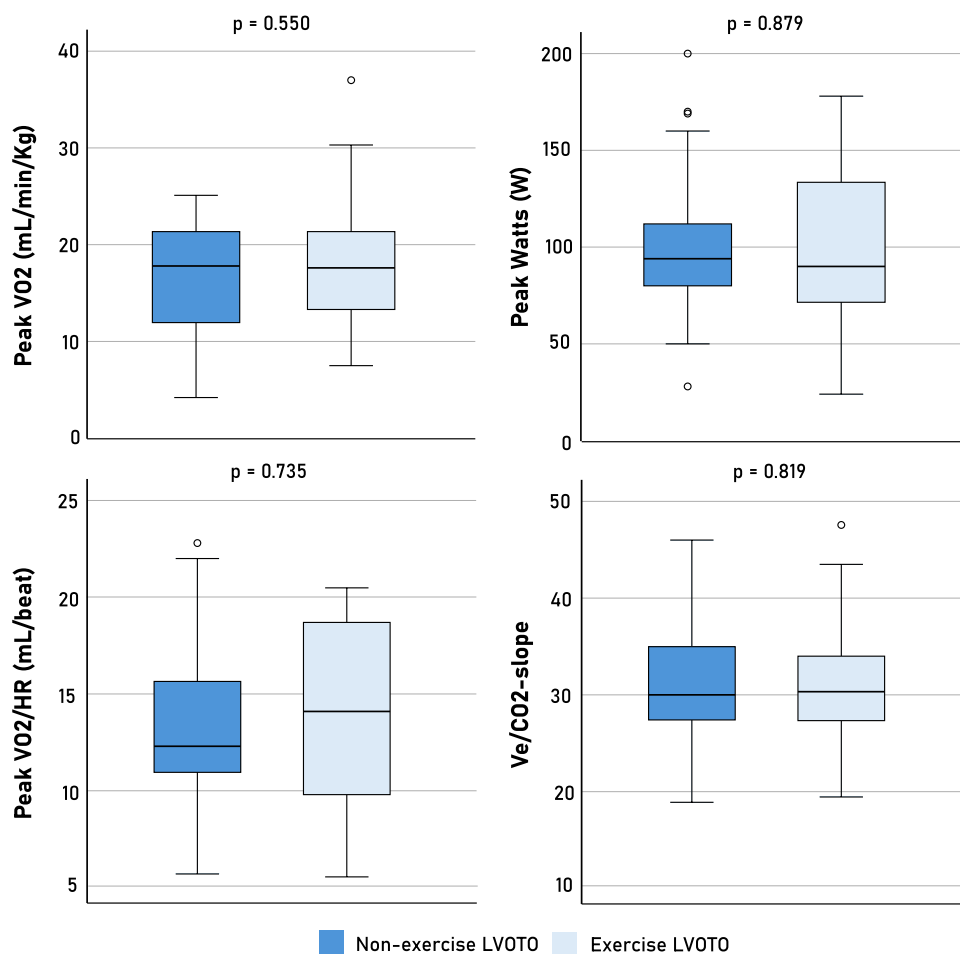 p = 0.550
Peak VO2 (mL/min/Kg)
40
30
20
10
0
p = 0.879
Peak Watts (W)
200
150
100
50
0
p = 0.735
Peak VO2/HR (mL/beat)
25
20
15
10
5
p = 0.819
Ve/CO2-slope
50
40
30
20
10
Non-exercise LVOTO
Exercise LVOTO